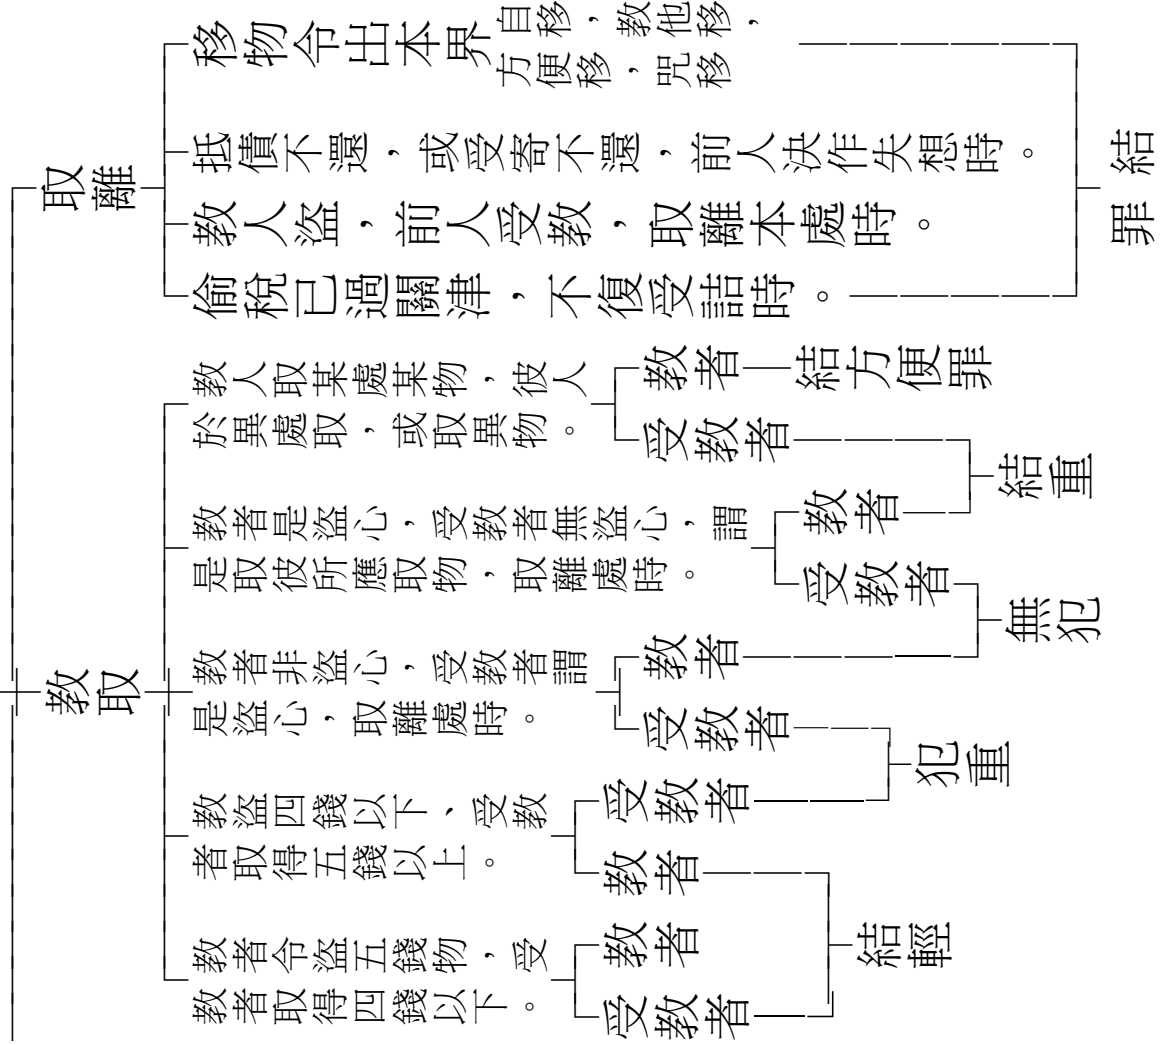 取離
移物令出本界
自移，教他移，
方便移，咒移
抵債不還，或受寄不還，前人決作失想時。
教人盜，前人受教，取離本處時。
偷稅已過關津，不復受詰時。
結罪
教取
教人取某處某物，彼人
於異處取，或取異物。
教者
結方便罪
受教者
教者是盜心，受教者無盜心，謂
是取彼所應取物，取離處時。
教者
結重
受教者
教者非盜心，受教者謂
是盜心，取離處時。
教者
無犯
受教者
教盜四錢以下、受教
者取得五錢以上。
受教者
犯重
教者
教者令盜五錢物，受
教者取得四錢以下。
教者
受教者
結輕